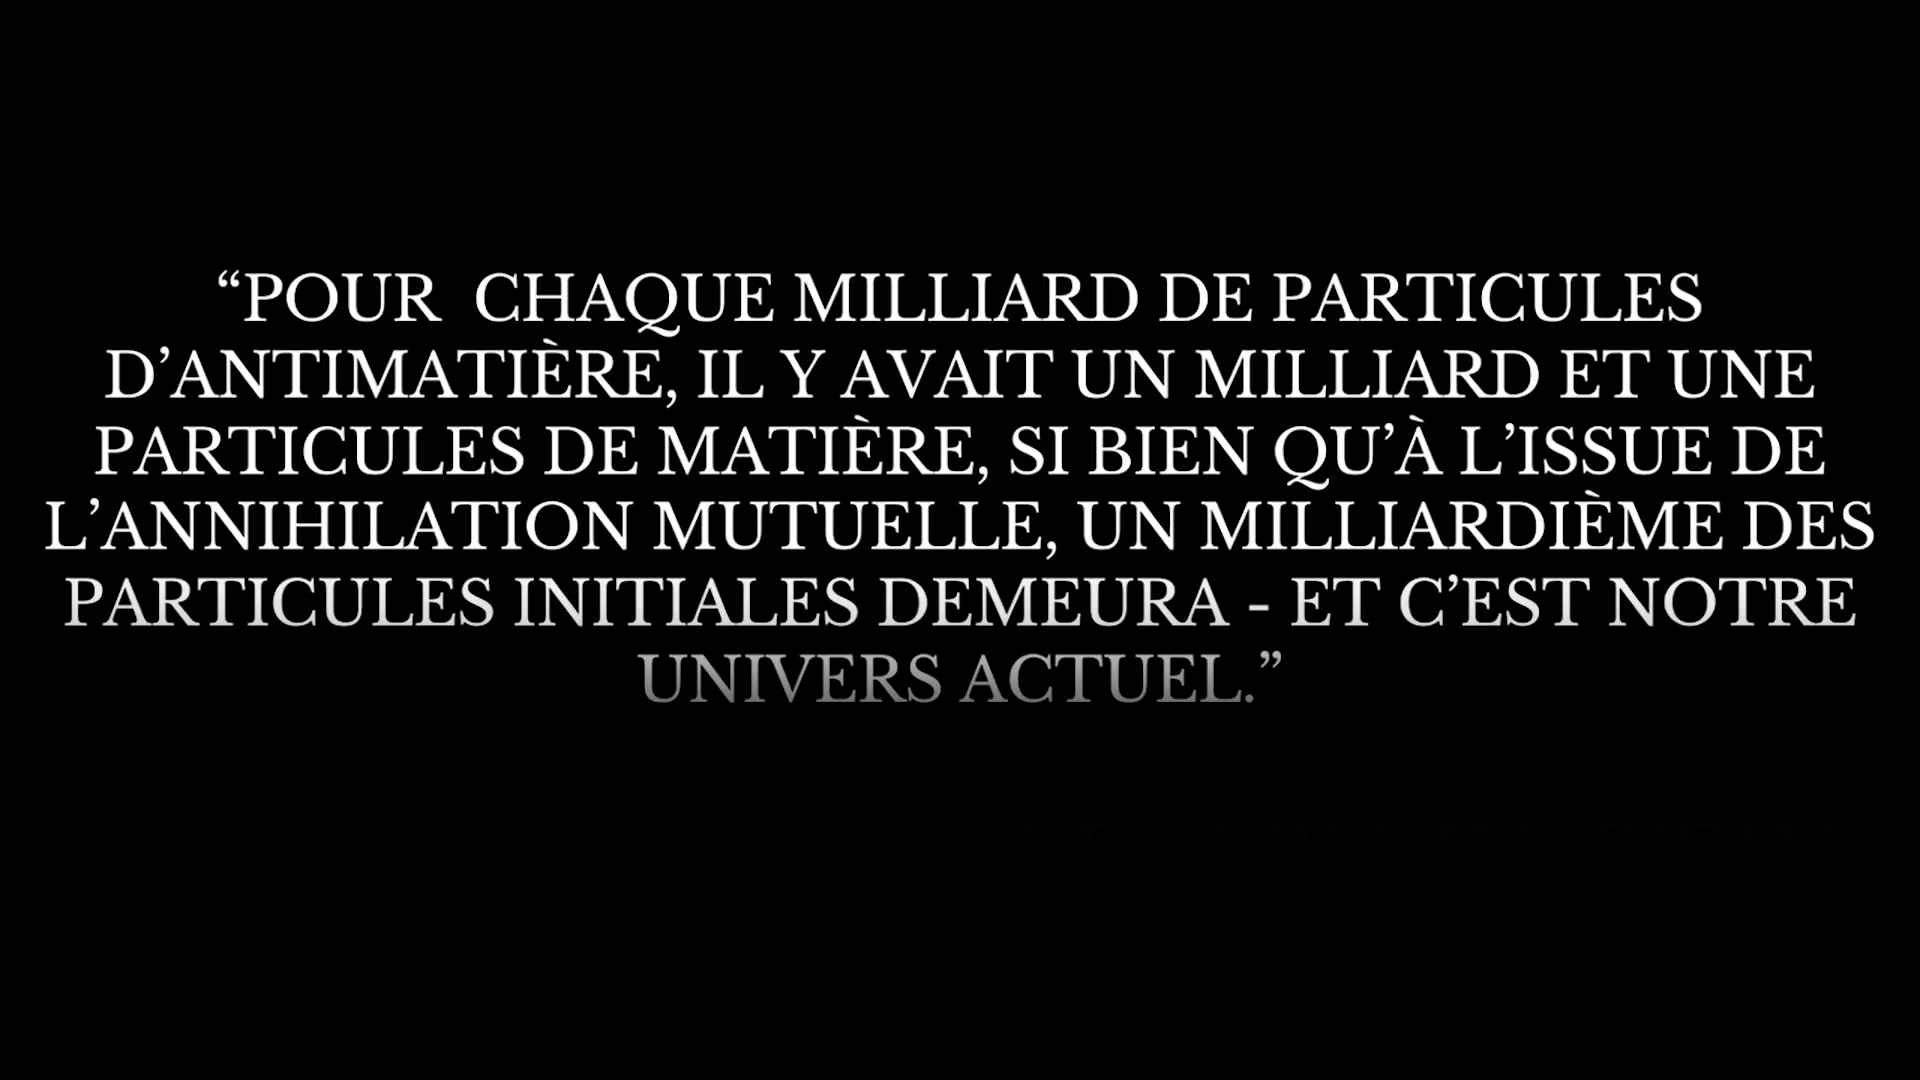 “POUR  CHAQUE MILLIARD DE PARTICULES
D’ANTIMATIÈRE, IL Y AVAIT UN MILLIARD ET UNE
PARTICULES DE MATIÈRE, SI BIEN QU’À L’ISSUE DE
L’ANNIHILATION MUTUELLE, UN MILLIARDIÈME DES
PARTICULES INITIALES DEMEURA - ET C’EST NOTRE
UNIVERS ACTUEL.”